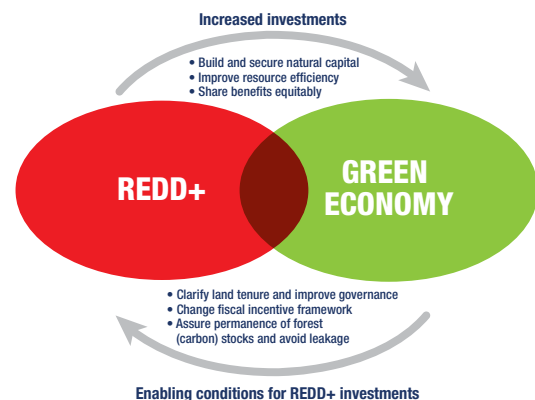 Increased investments
• Build and secure natural capital
• Improve resource efficiency
• Share benefits equitably
REDD+
GREEN
ECONOMY
• Clarify land tenure and improve governance
• Change fiscal incentive framework
• Assure permanence of forest
(carbon) stocks and avoid leakage
Enabling conditions for REDD+ investments